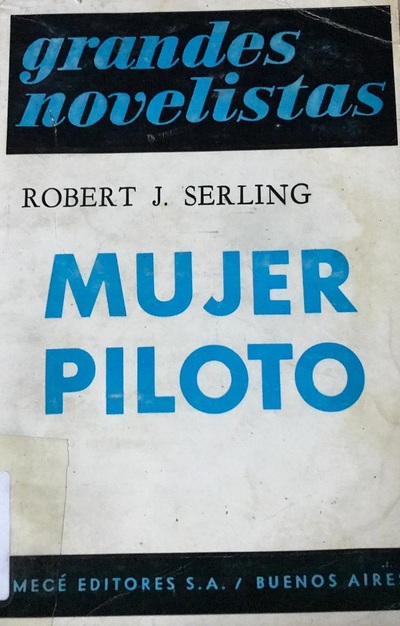 grandes
novelistas
ROBERT J. SERLING
MUJER
PILOTO
MECÉ EDITORES S.A. / BUENOS AIRES